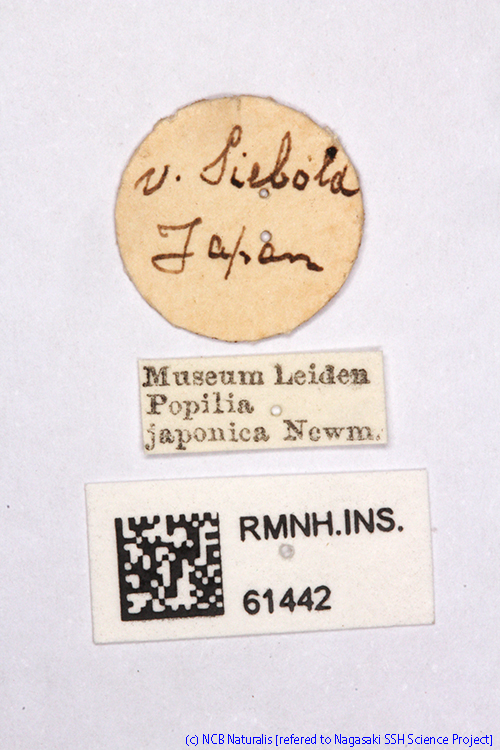 v. Siebold
Japan
Museum Leiden
Popilia
japonica Newm.
RMNH.INS.
61442
(c) NCB Naturalis [refered to Nagasaki SSH Science Project]